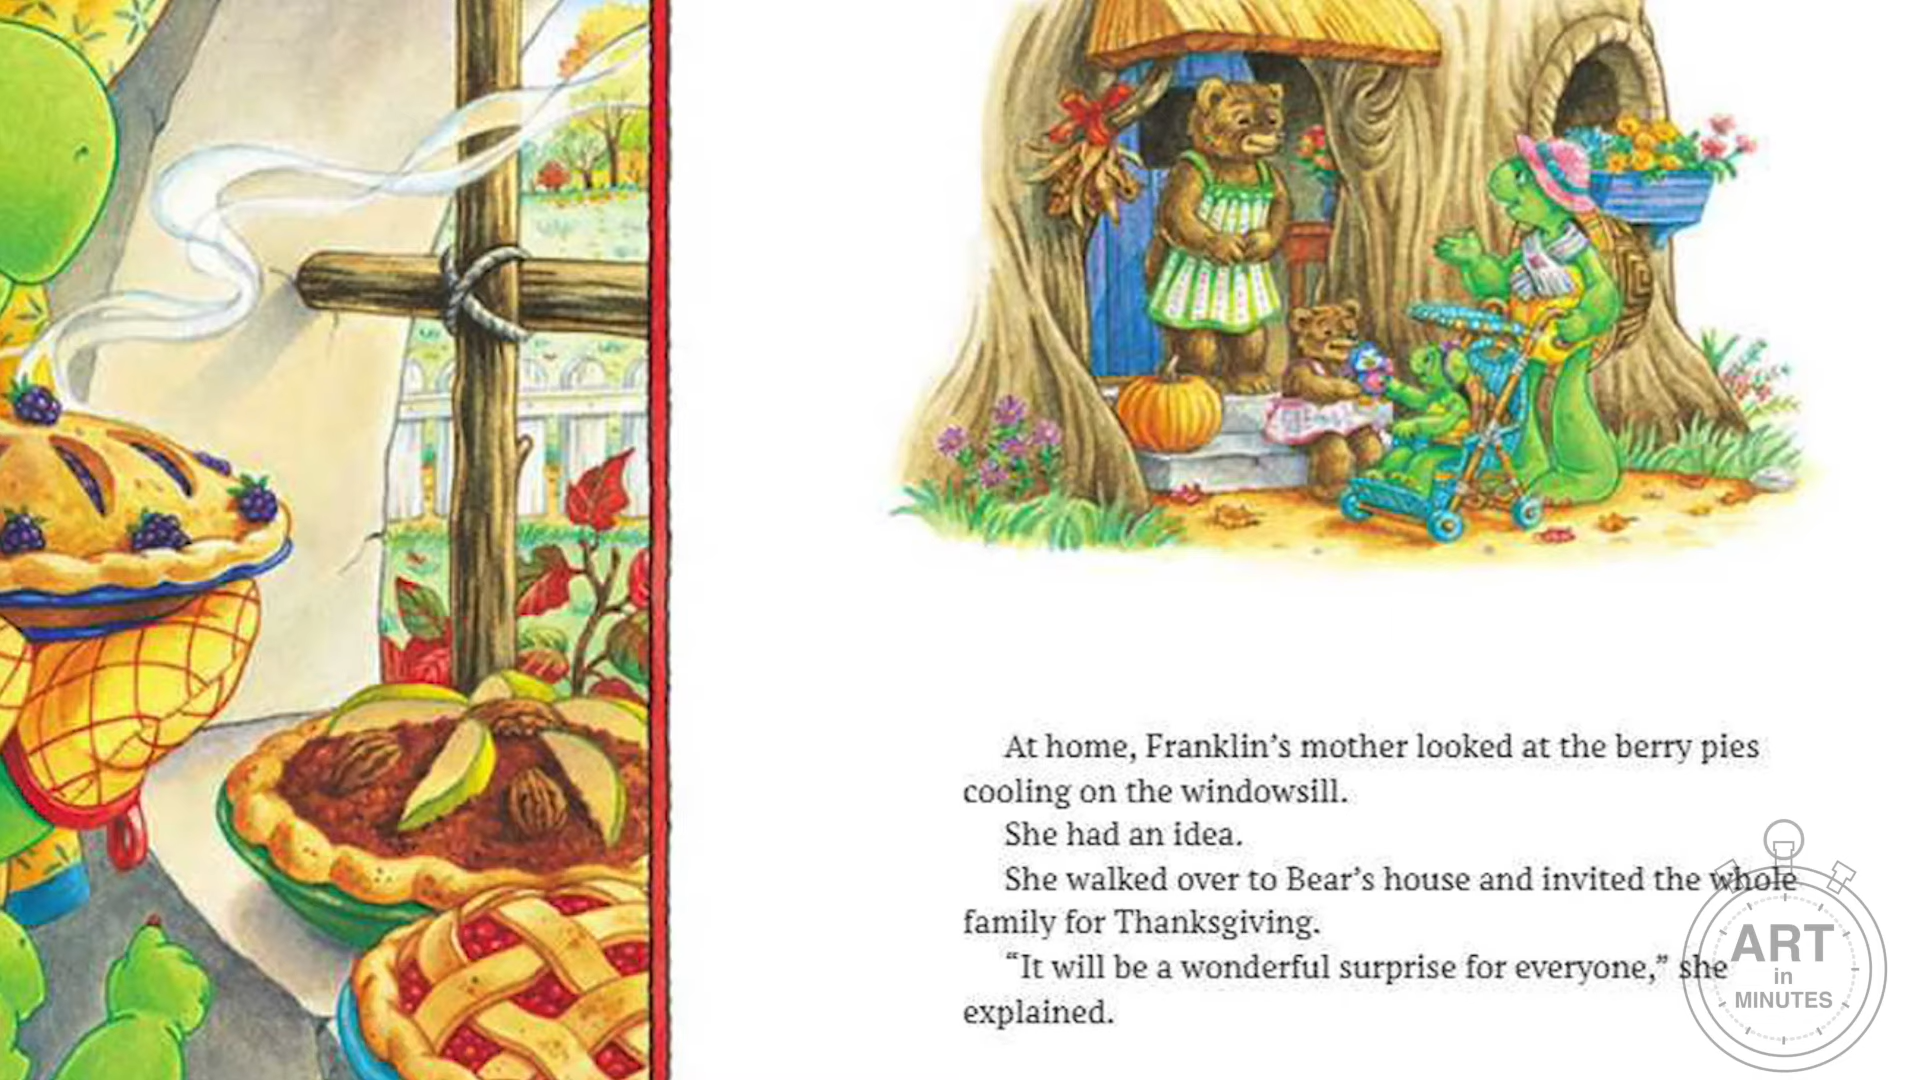 At home, Franklin's mother looked at the berry pies
cooling on the windowsill.
She had an idea.
She walked over to Bear's house and invited the whole
family for Thanksgiving.
"It will be a wonderful surprise for everyone," she
explained.
ART
in
MINUTES